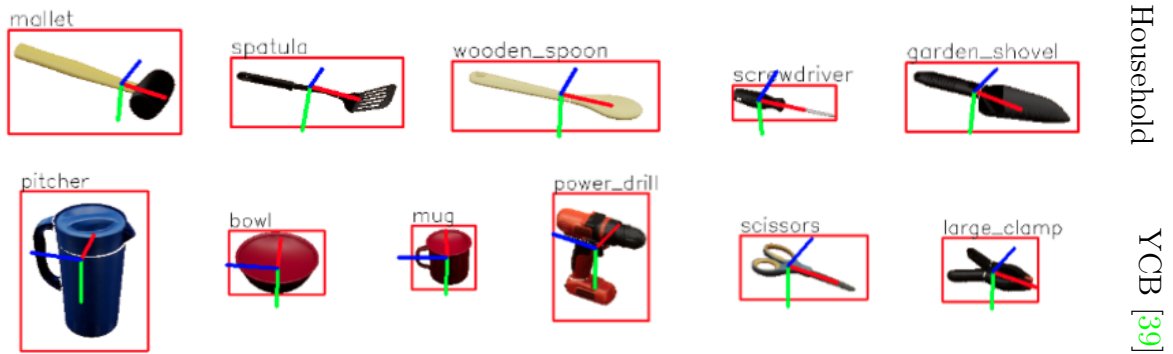 mallet
spatula
wooden_spoon
screwdriver
garden_shovel
Household
pitcher
bowl
mug
power_drill
scissors
large_clamp
YCB [39]